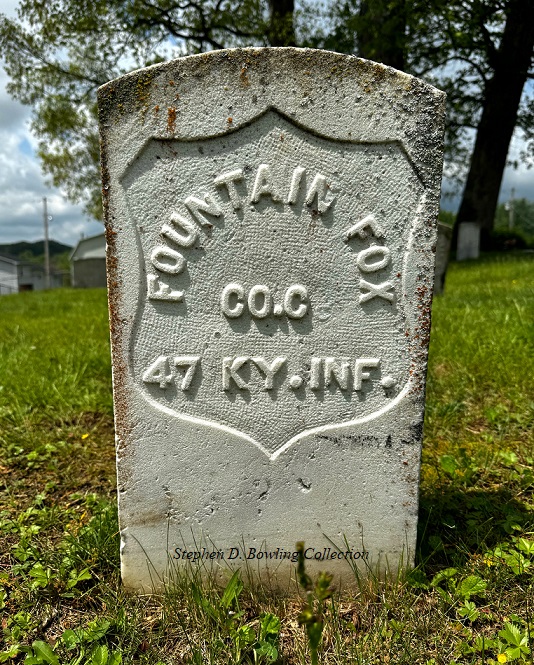 FOUNTAIN FOX
CO.C
47 KY.INF.
Stephen D. Bowling Collection